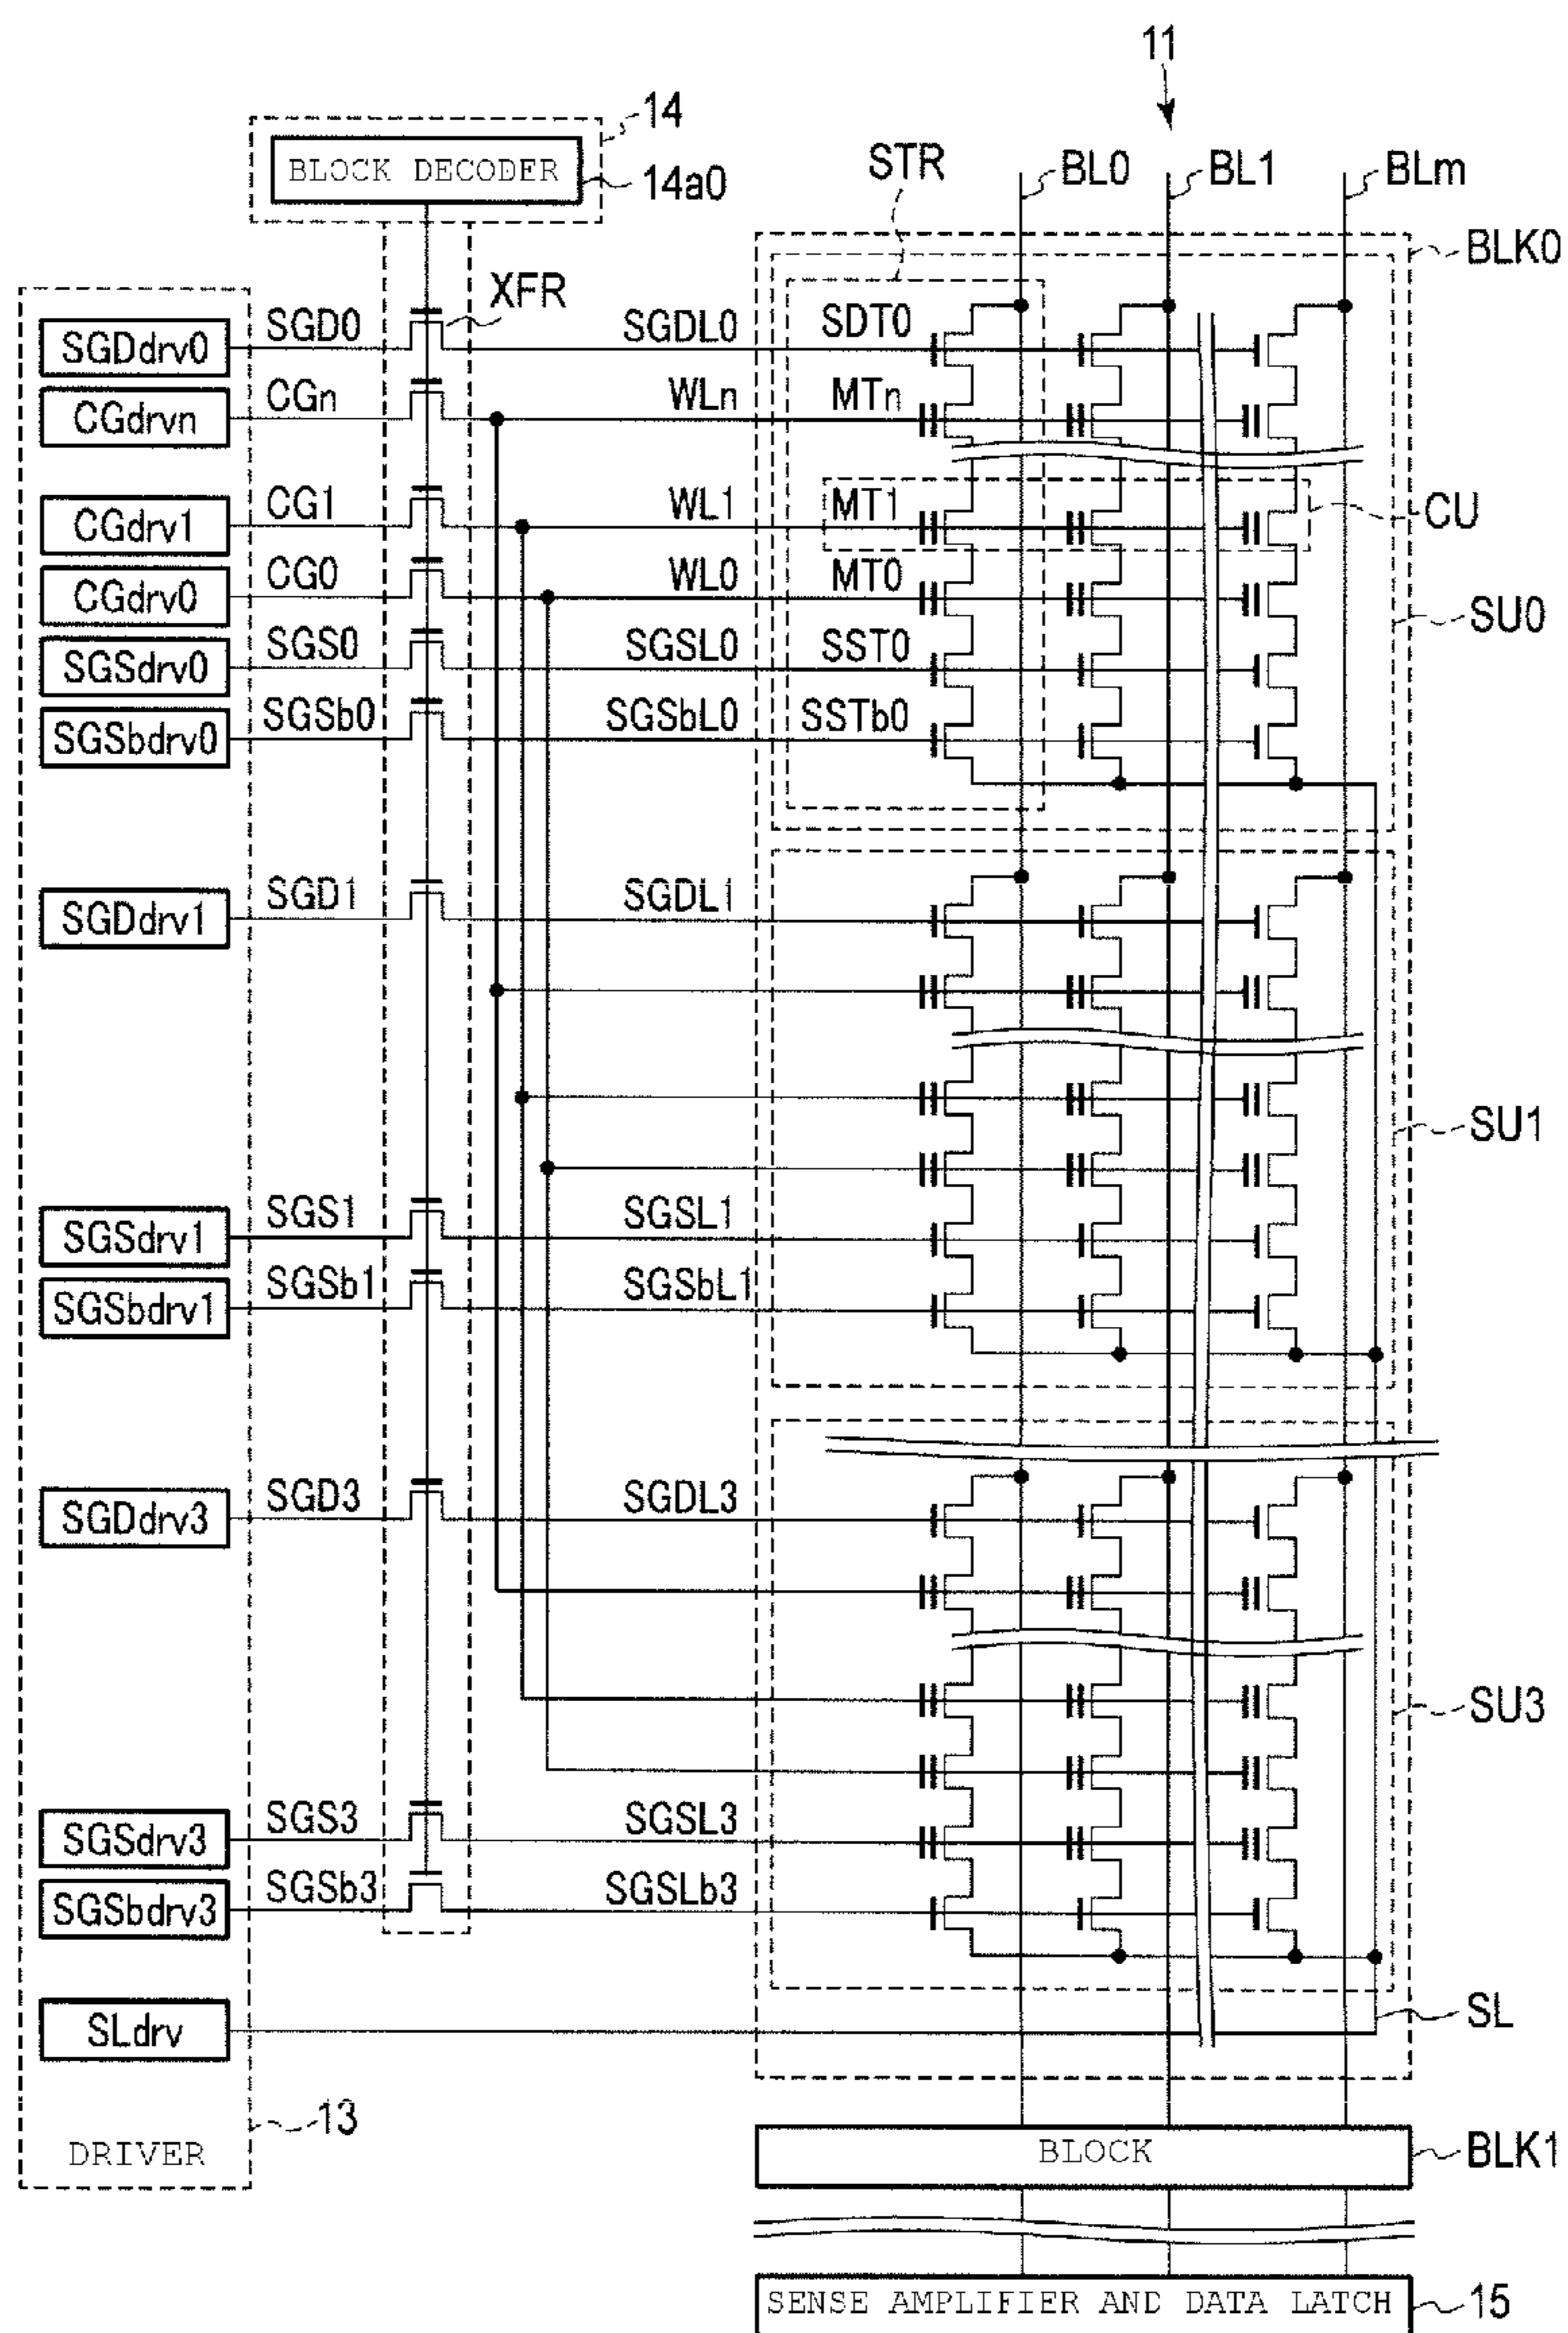 11
14
BLOCK DECODER
14a0
STR
BL0
BL1
BLm
BLK0
XFR
SGDdrv0
SGD0
SGDL0
SDT0
CGdrvn
CGn
WLn
MTn
CGdrv1
CG1
WL1
MT1
CU
CGdrv0
CG0
WL0
MT0
SU0
SGSdrv0
SGS0
SGSL0
SST0
SGSbdrv0
SGSb0
SGSbL0
SSTb0
SGDdrv1
SGD1
SGDL1
SU1
SGSdrv1
SGS1
SGSL1
SGSbdrv1
SGSb1
SGSbL1
SGDdrv3
SGD3
SGDL3
SU3
SGSdrv3
SGS3
SGSL3
SGSbdrv3
SGSb3
SGSLb3
SLdrv
SL
13
DRIVER
BLOCK
BLK1
SENSE AMPLIFIER AND DATA LATCH
15